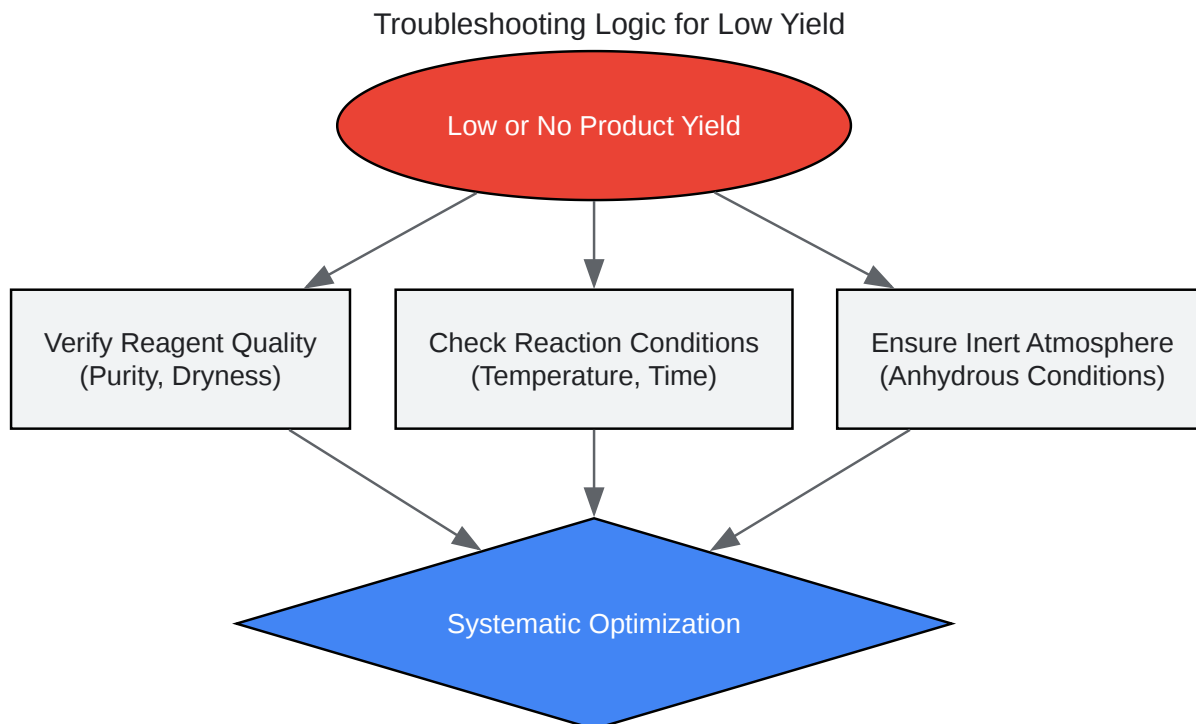 Troubleshooting Logic for Low Yield
Low or No Product Yield
Verify Reagent Quality
(Purity, Dryness)
Check Reaction Conditions
(Temperature, Time)
Ensure Inert Atmosphere
(Anhydrous Conditions)
Systematic Optimization